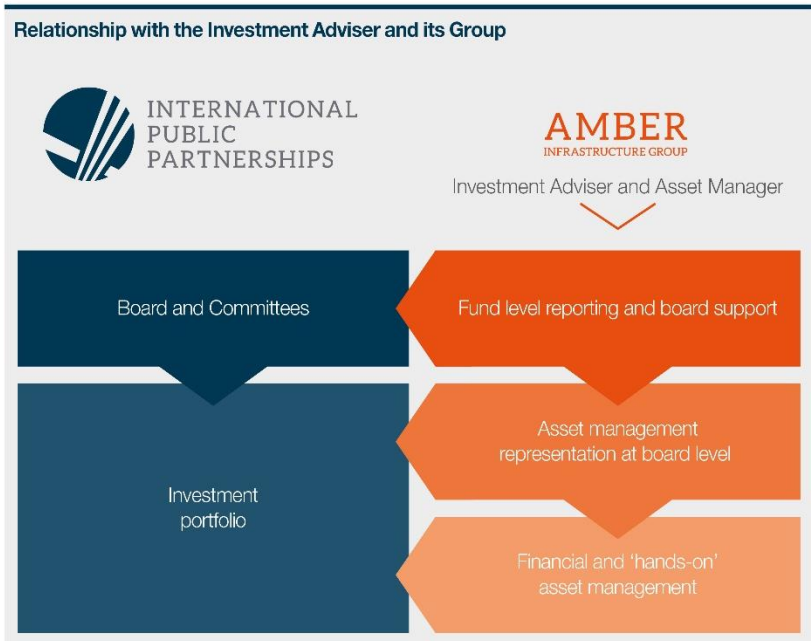 Relationship with the Investment Adviser and its Group
INTERNATIONAL
PUBLIC
PARTNERSHIPS
AMBER
INFRASTRUCTURE GROUP
Investment Adviser and Asset Manager
Board and Committees
Fund level reporting and board support
Investment
portfolio
Asset management
representation at board level
Financial and ‘hands-on’
asset management